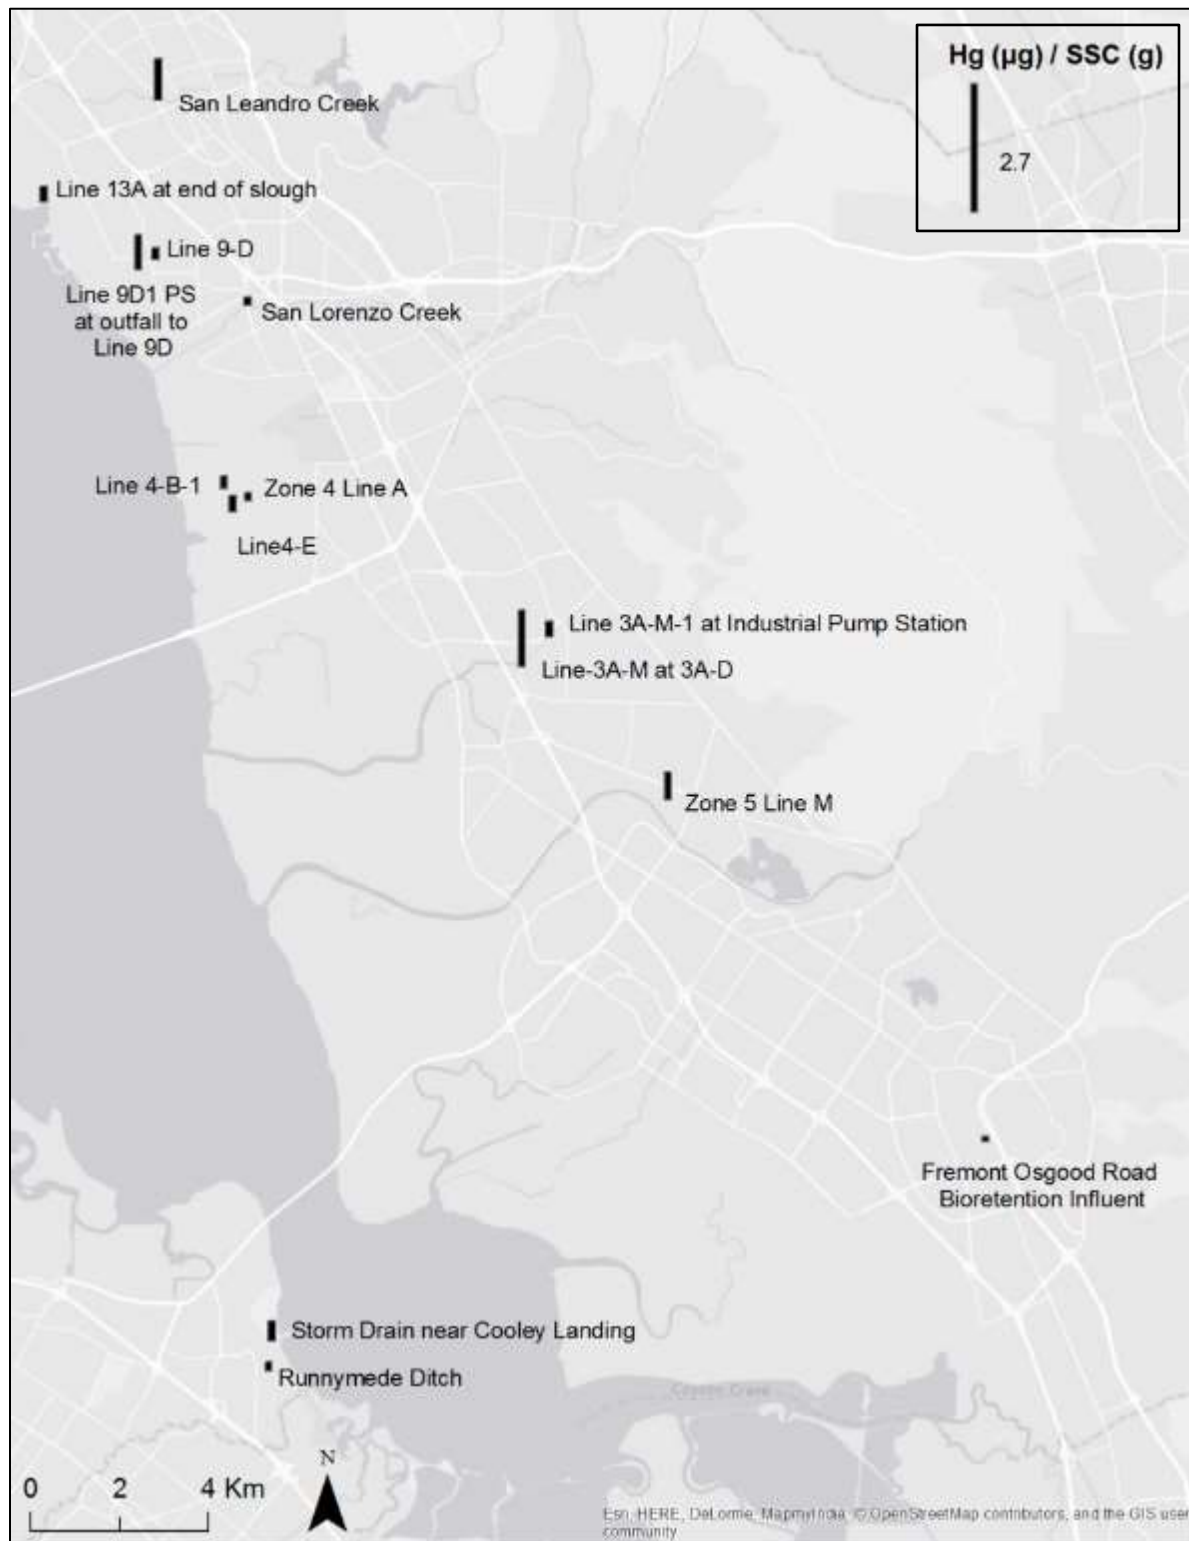 Hg (µg) / SSC (g)
2.7
San Leandro Creek
Line 13A at end of slough
Line 9-D
Line 9D1 PS
at outfall to
Line 9D
San Lorenzo Creek
Line 4-B-1
Zone 4 Line A
Line4-E
Line 3A-M-1 at Industrial Pump Station
Line-3A-M at 3A-D
Zone 5 Line M
Fremont Osgood Road
Bioretention Influent
Storm Drain near Cooley Landing
Runnymede Ditch
Coyote Creek
N
0 2 4 Km
Esri, HERE, DeLorme, MapmyIndia, © OpenStreetMap contributors, and the GIS user
community